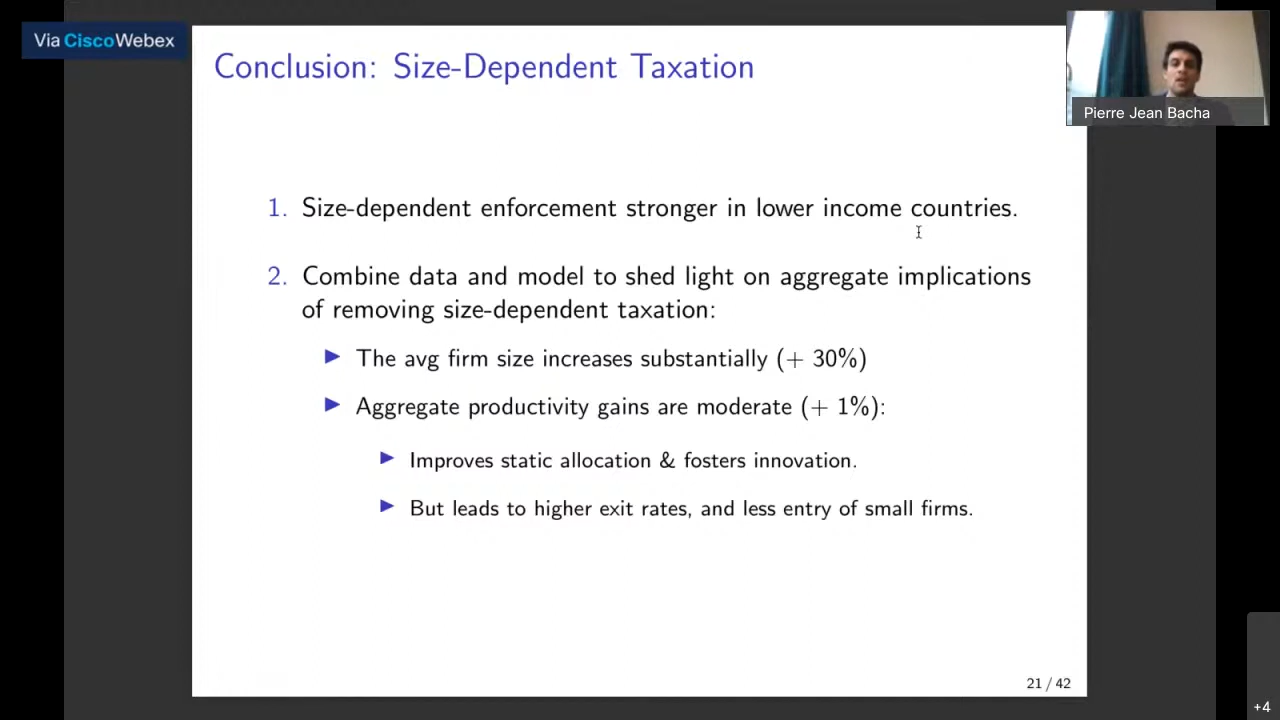 Via Cisco Webex
Conclusion: Size-Dependent Taxation
Pierre Jean Bacha
1. Size-dependent enforcement stronger in lower income countries.
2. Combine data and model to shed light on aggregate implications
of removing size-dependent taxation:
The avg firm size increases substantially (+ 30%)
Aggregate productivity gains are moderate (+ 1%):
Improves static allocation & fosters innovation.
But leads to higher exit rates, and less entry of small firms.
21 / 42
+4